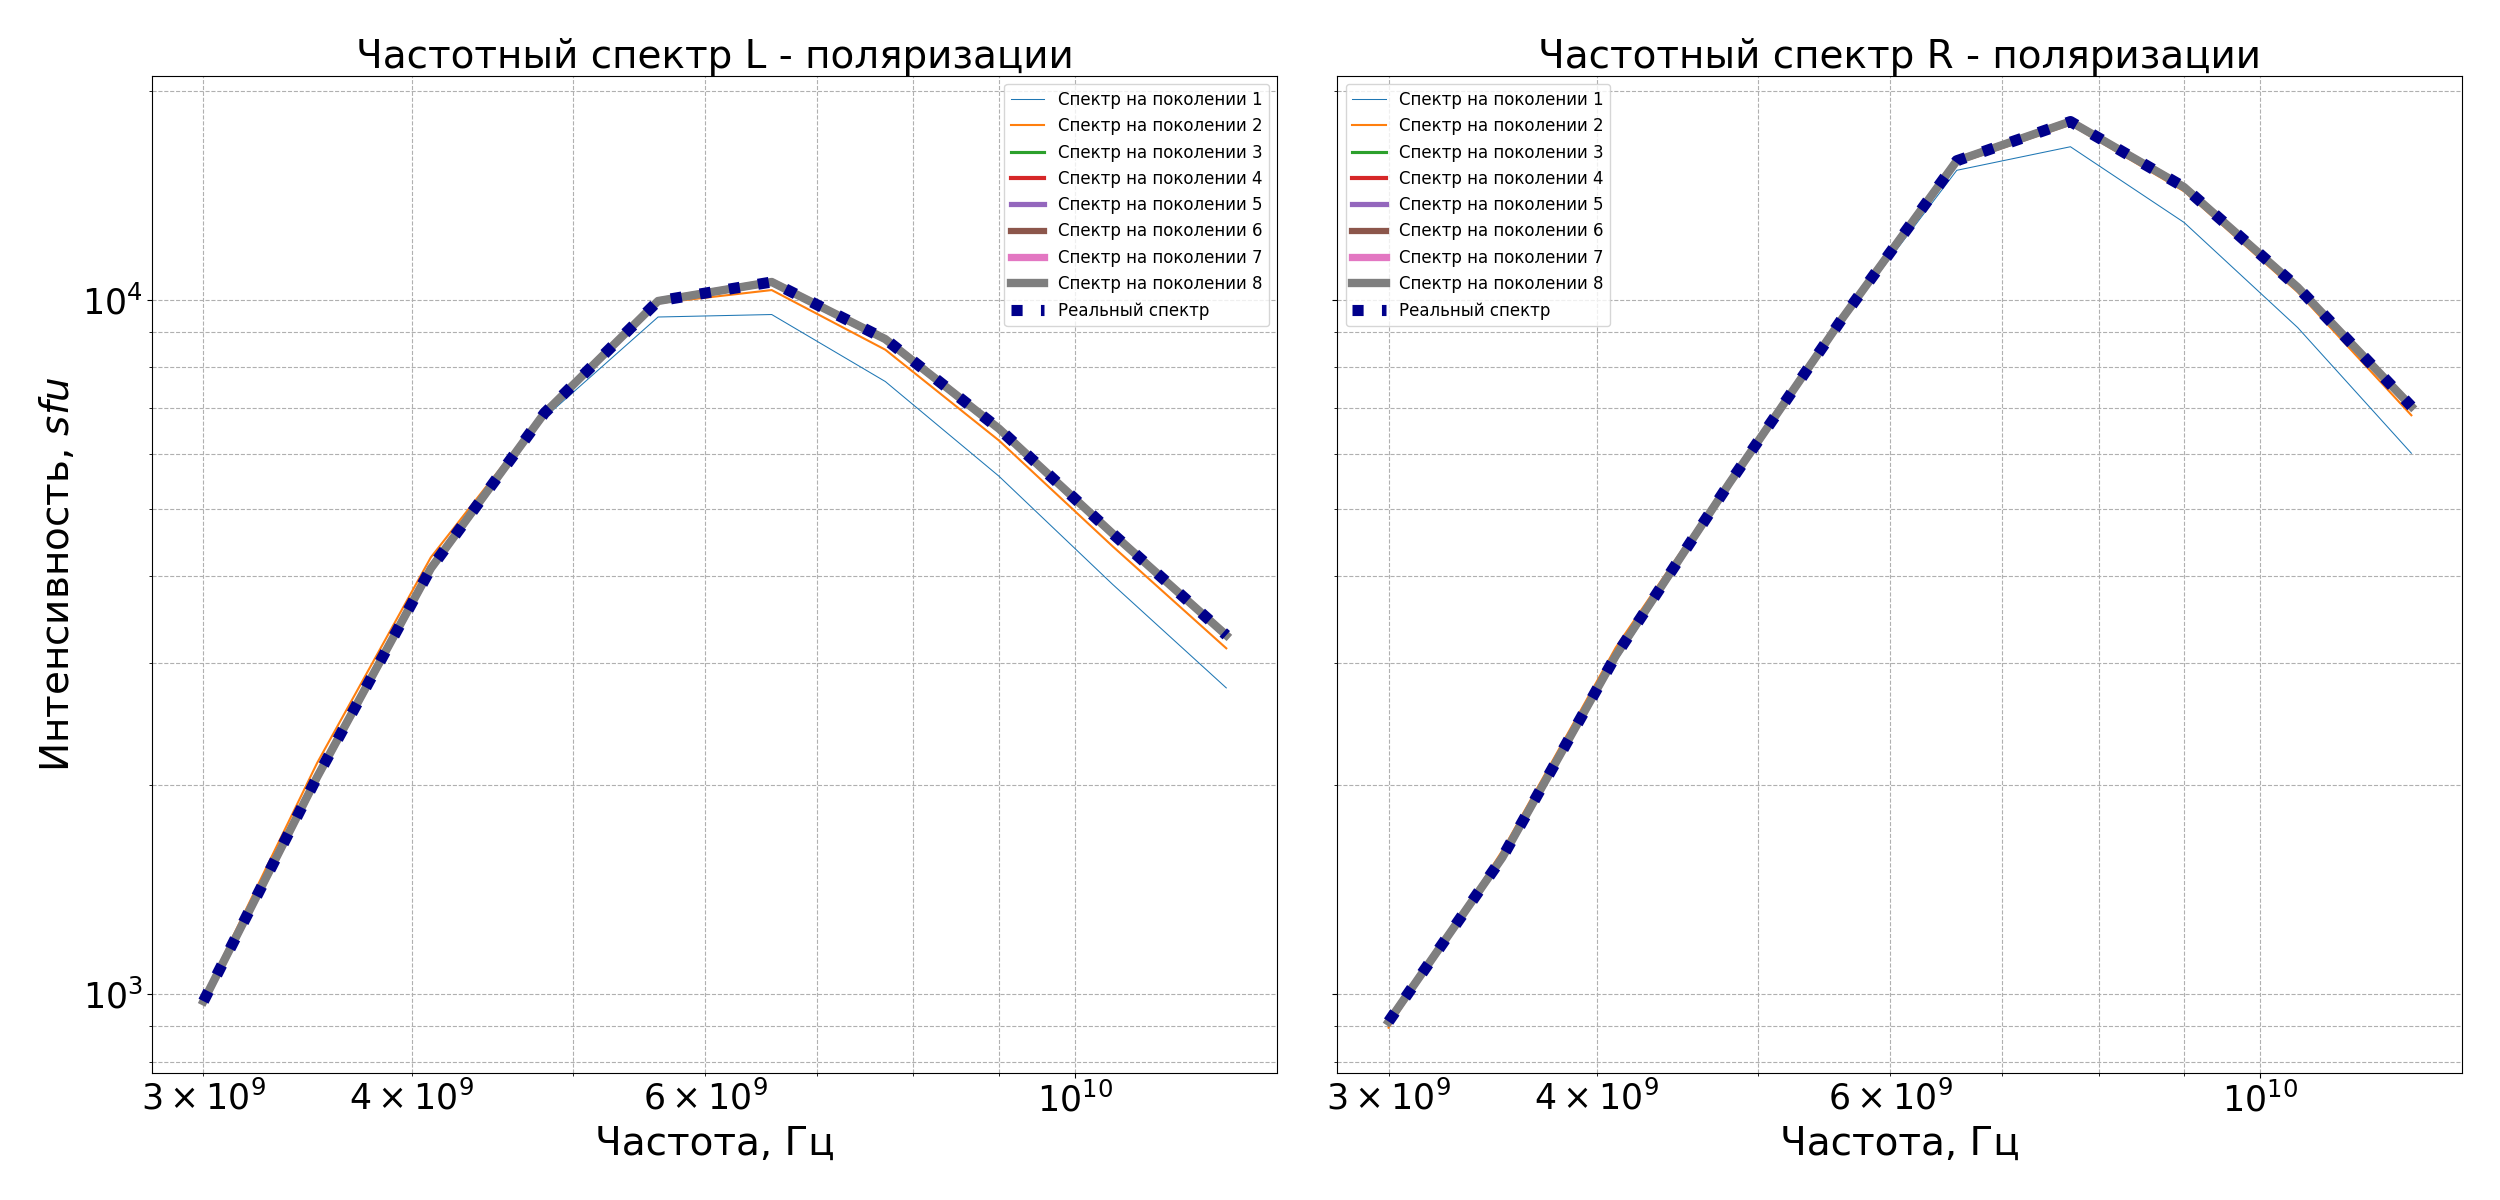 Частотный спектр L - поляризации
Спектр на поколении 1
Спектр на поколении 2
Спектр на поколении 3
Спектр на поколении 4
Спектр на поколении 5
Спектр на поколении 6
Спектр на поколении 7
Спектр на поколении 8
Реальный спектр
Интенсивность, sfu
10⁴
10³
3 × 10⁹
4 × 10⁹
6 × 10⁹
10¹⁰
Частота, Гц
Частотный спектр R - поляризации
Спектр на поколении 1
Спектр на поколении 2
Спектр на поколении 3
Спектр на поколении 4
Спектр на поколении 5
Спектр на поколении 6
Спектр на поколении 7
Спектр на поколении 8
Реальный спектр
3 × 10⁹
4 × 10⁹
6 × 10⁹
10¹⁰
Частота, Гц